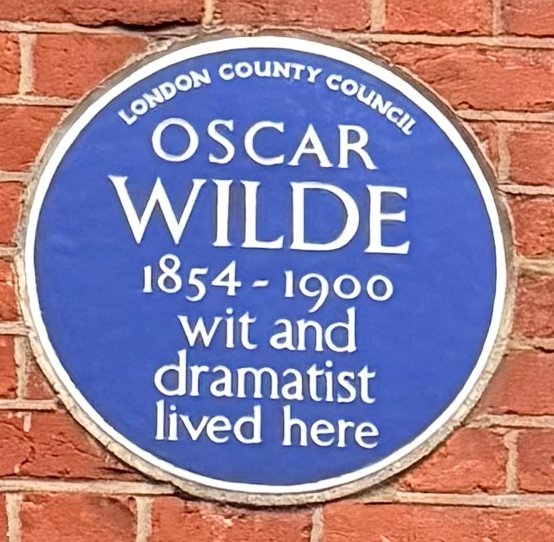 LONDON COUNTY COUNCIL
OSCAR
WILDE
1854 - 1900
wit and
dramatist
lived here